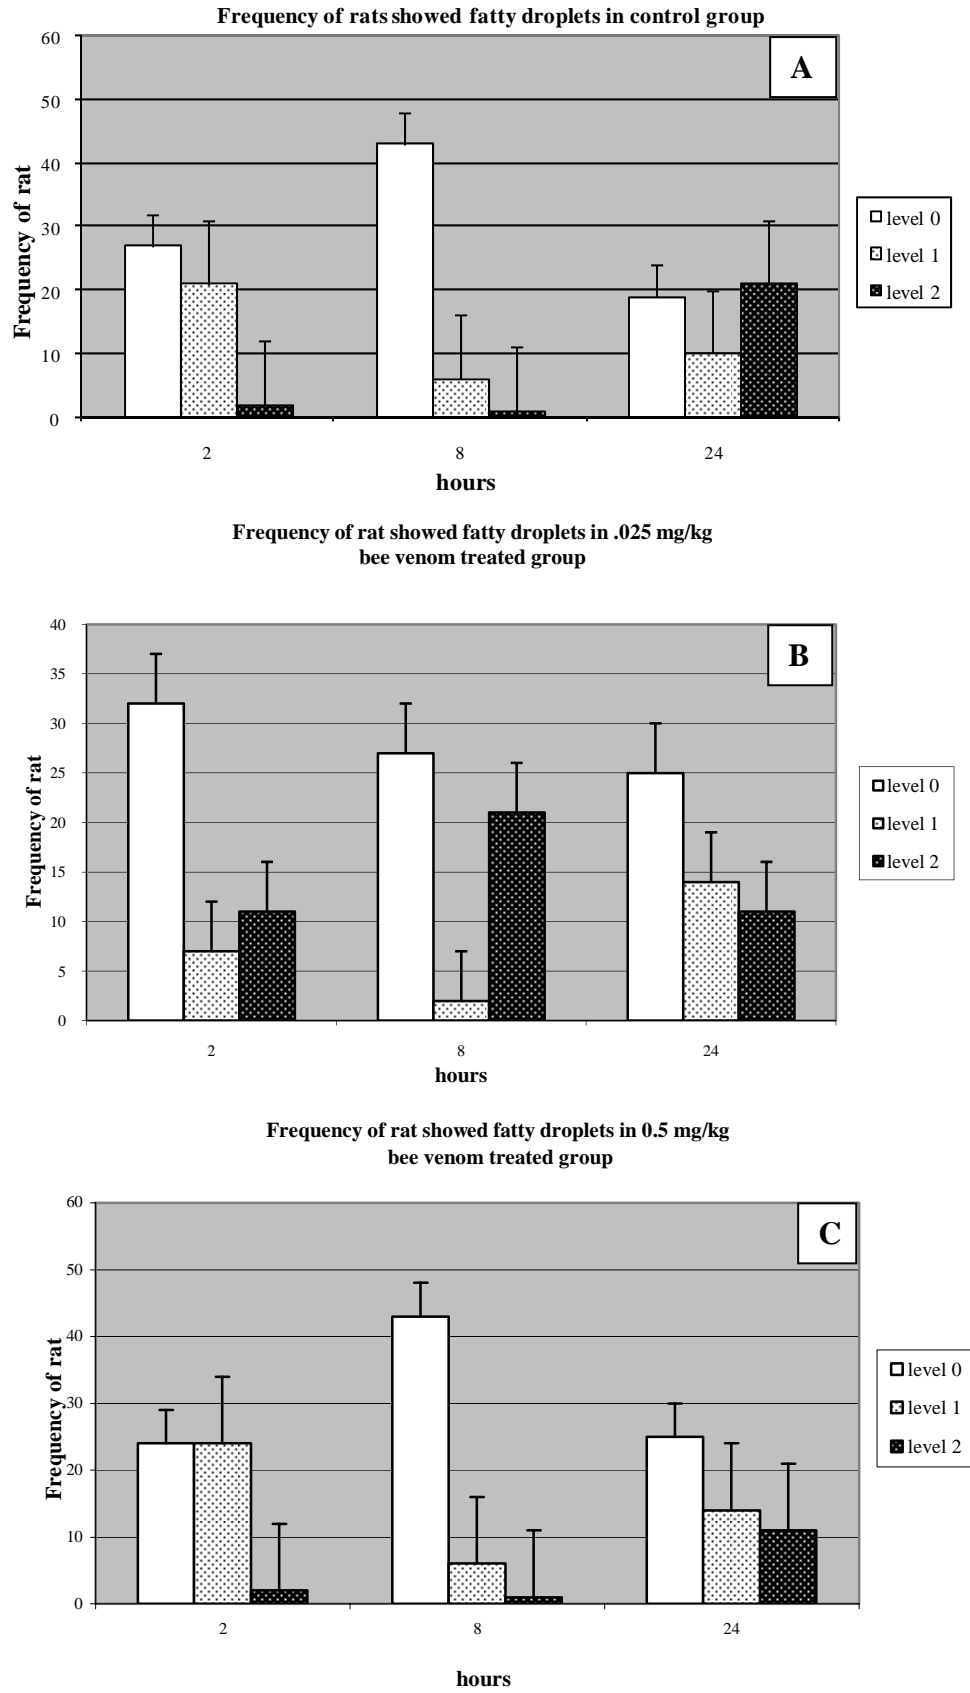 Frequency of rats showed fatty droplets in control group
A
60
50
40
30
20
10
0
Frequency of rat
2
8
24
hours
level 0
level 1
level 2
Frequency of rat showed fatty droplets in .025 mg/kg
bee venom treated group
B
40
35
30
25
20
15
10
5
0
Frequency of rat
2
8
24
hours
level 0
level 1
level 2
Frequency of rat showed fatty droplets in 0.5 mg/kg
bee venom treated group
C
60
50
40
30
20
10
0
Frequency of rat
2
8
24
hours
level 0
level 1
level 2